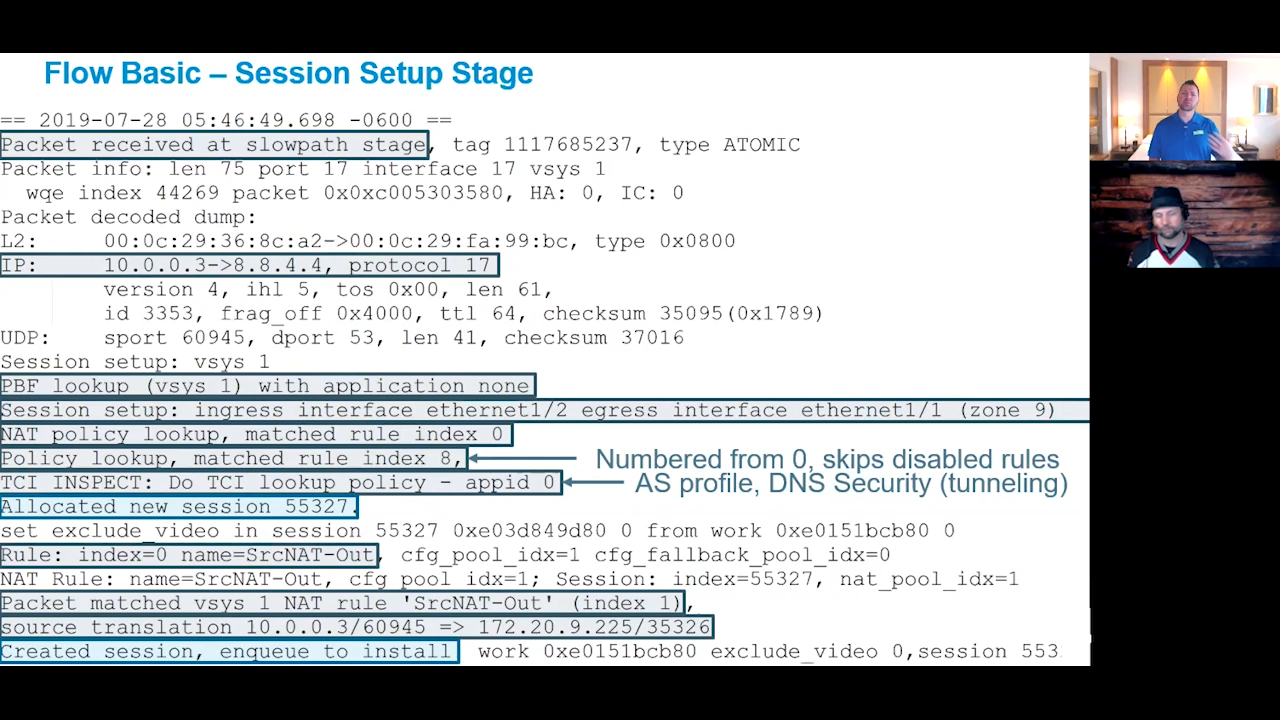 Flow Basic – Session Setup Stage
== 2019-07-28 05:46:49.698 -0600 ==
Packet received at slowpath stage, tag 1117685237, type ATOMIC
Packet info: len 75 port 17 interface 17 vsys 1
wqe index 44269 packet 0x0xc005303580, HA: 0, IC: 0
Packet decoded dump:
L2: 00:0c:29:36:8c:a2->00:0c:29:fa:99:bc, type 0x0800
IP: 10.0.0.3->8.8.4.4, protocol 17
version 4, ihl 5, tos 0x00, len 61,
id 3353, frag_off 0x4000, ttl 64, checksum 35095(0x1789)
UDP: sport 60945, dport 53, len 41, checksum 37016
Session setup: vsys 1
PBF lookup (vsys 1) with application none
Session setup: ingress interface ethernet1/2 egress interface ethernet1/1 (zone 9)
NAT policy lookup, matched rule index 0
Policy lookup, matched rule index 8, Numbered from 0, skips disabled rules
TCI INSPECT: Do TCI lookup policy - appid 0 AS profile, DNS Security (tunneling)
Allocated new session 55327.
set exclude_video in session 55327 0xe03d849d80 0 from work 0xe0151bcb80 0
Rule: index=0 name=SrcNAT-Out, cfg_pool_idx=1 cfg_fallback_pool_idx=0
NAT Rule: name=SrcNAT-Out, cfg_pool_idx=1; Session: index=55327, nat_pool_idx=1
Packet matched vsys 1 NAT rule 'SrcNAT-Out' (index 1),
source translation 10.0.0.3/60945 => 172.20.9.225/35326
Created session, enqueue to install work 0xe0151bcb80 exclude_video 0,session 553